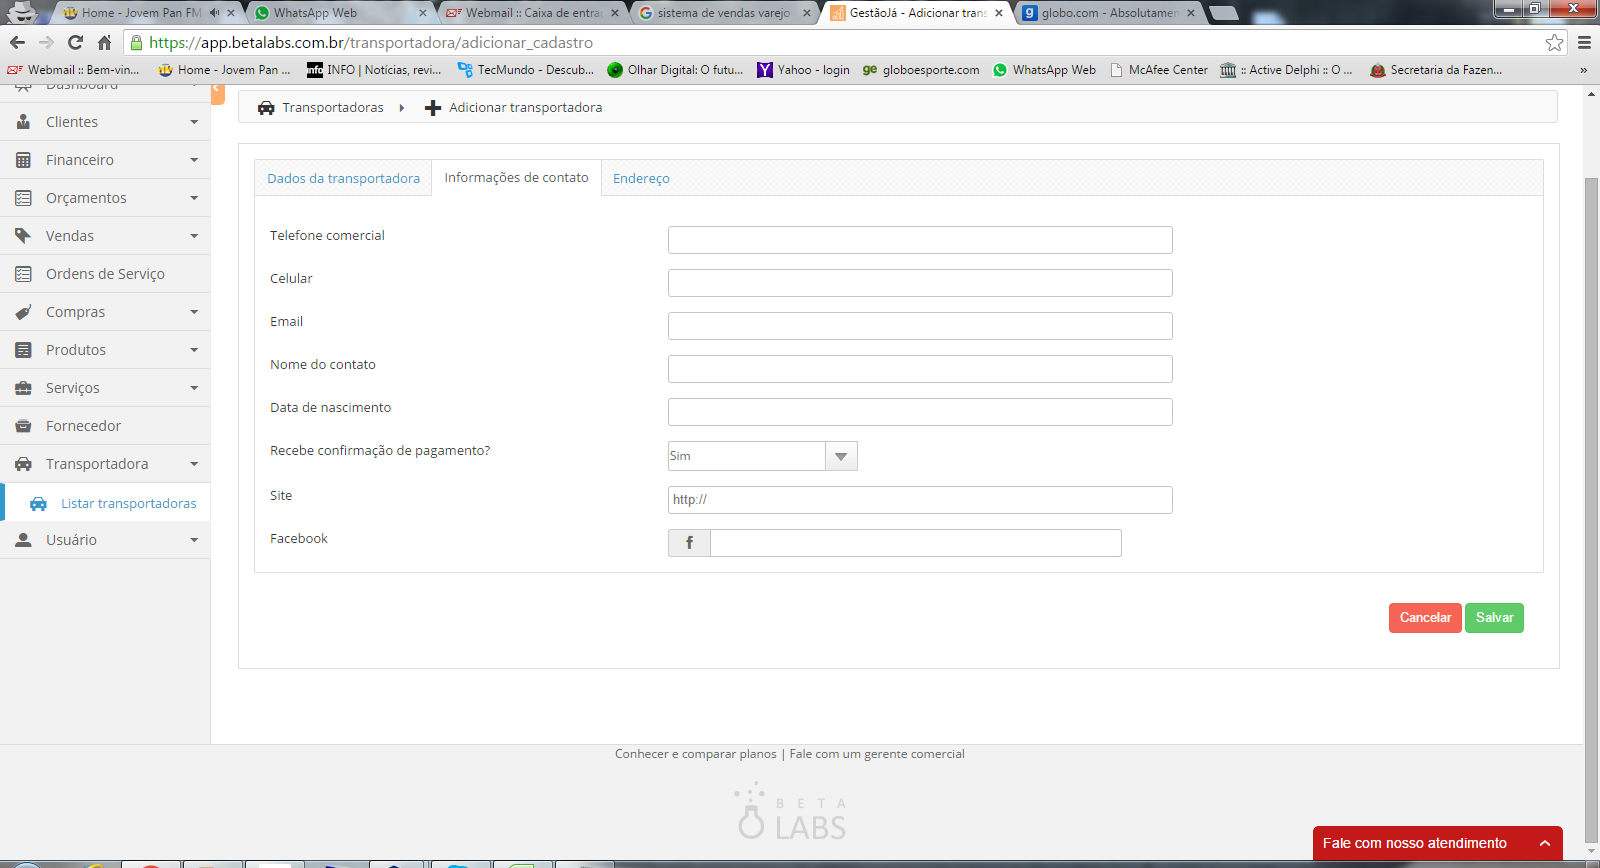 Home - Jovem Pan FM
WhatsApp Web
Webmail :: Caixa de entra
sistema de vendas varejo
GestãoJá - Adicionar trans
globo.com - Absolutamen
https://app.betalabs.com.br/transportadora/adicionar_cadastro
Webmail :: Bem-vin...
Home - Jovem Pan ...
INFO | Notícias, revi...
TecMundo - Descub...
Olhar Digital: O futu...
Yahoo - login
ge globoesporte.com
WhatsApp Web
McAfee Center
:: Active Delphi :: O ...
Secretaria da Fazen...
»
Dashboard
Clientes
Financeiro
Orçamentos
Vendas
Ordens de Serviço
Compras
Produtos
Serviços
Fornecedor
Transportadora
Listar transportadoras
Usuário
Transportadoras
Adicionar transportadora
Dados da transportadora
Informações de contato
Endereço
Telefone comercial
Celular
Email
Nome do contato
Data de nascimento
Recebe confirmação de pagamento?
Sim
Site
http://
Facebook
f
Cancelar
Salvar
Conhecer e comparar planos | Fale com um gerente comercial
BETA
LABS
Fale com nosso atendimento